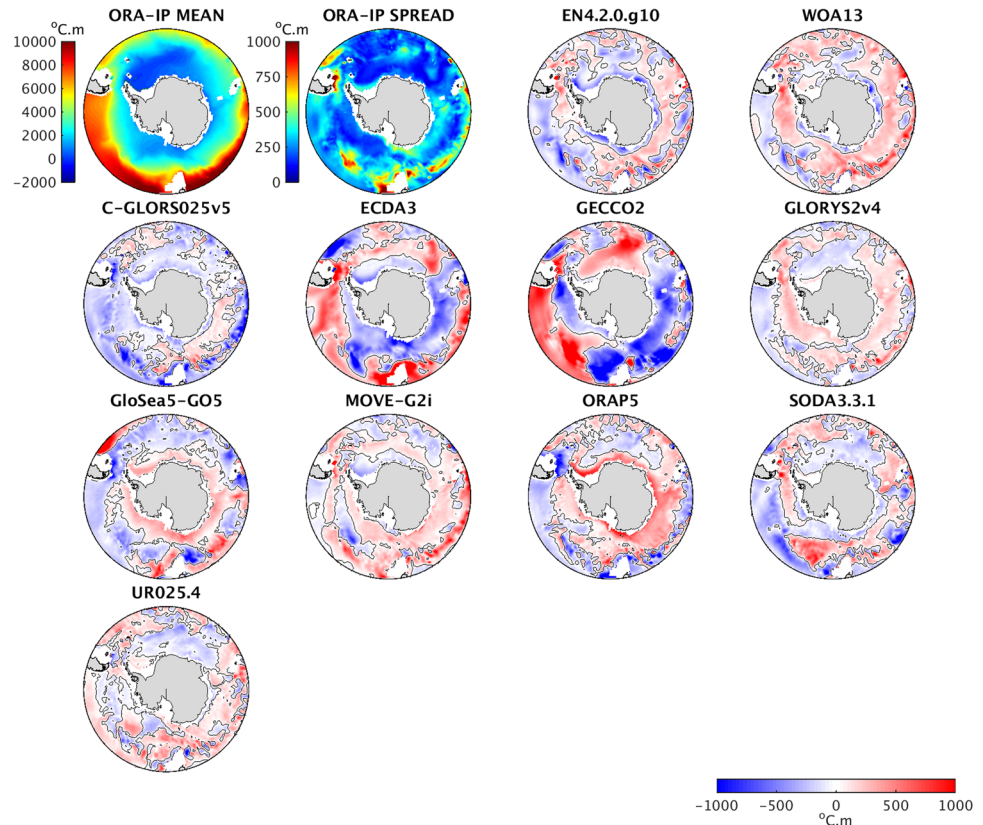 ORA-IP MEAN
ORA-IP SPREAD
EN4.2.0.g10
WOA13
°C.m
10000
8000
6000
4000
2000
0
−2000
°C.m
1000
750
500
250
0
C-GLORS025v5
ECDA3
GECCO2
GLORYS2v4
GloSea5-GO5
MOVE-G2i
ORAP5
SODA3.3.1
UR025.4
−1000 −500 0 500 1000
°C.m